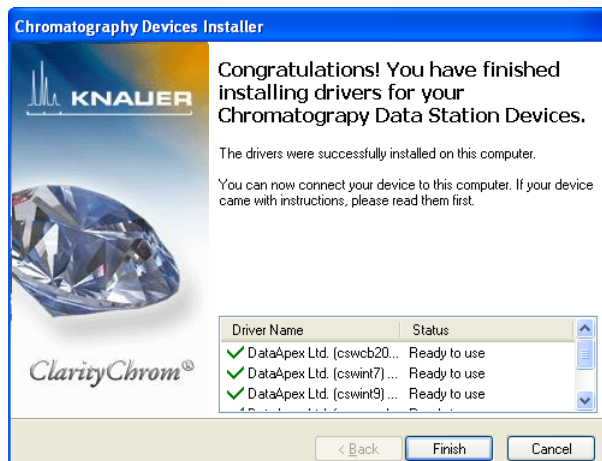 Chromatography Devices Installer
KNAUER
Congratulations! You have finished
installing drivers for your
Chromatograpy Data Station Devices.
The drivers were successfully installed on this computer.
You can now connect your device to this computer. If your device
came with instructions, please read them first.
Driver Name Status
DataApex Ltd. (cswcb20... Ready to use
DataApex Ltd. (cswint7) ... Ready to use
DataApex Ltd. (cswint9) ... Ready to use
ClarityChrom®
< Back Finish Cancel